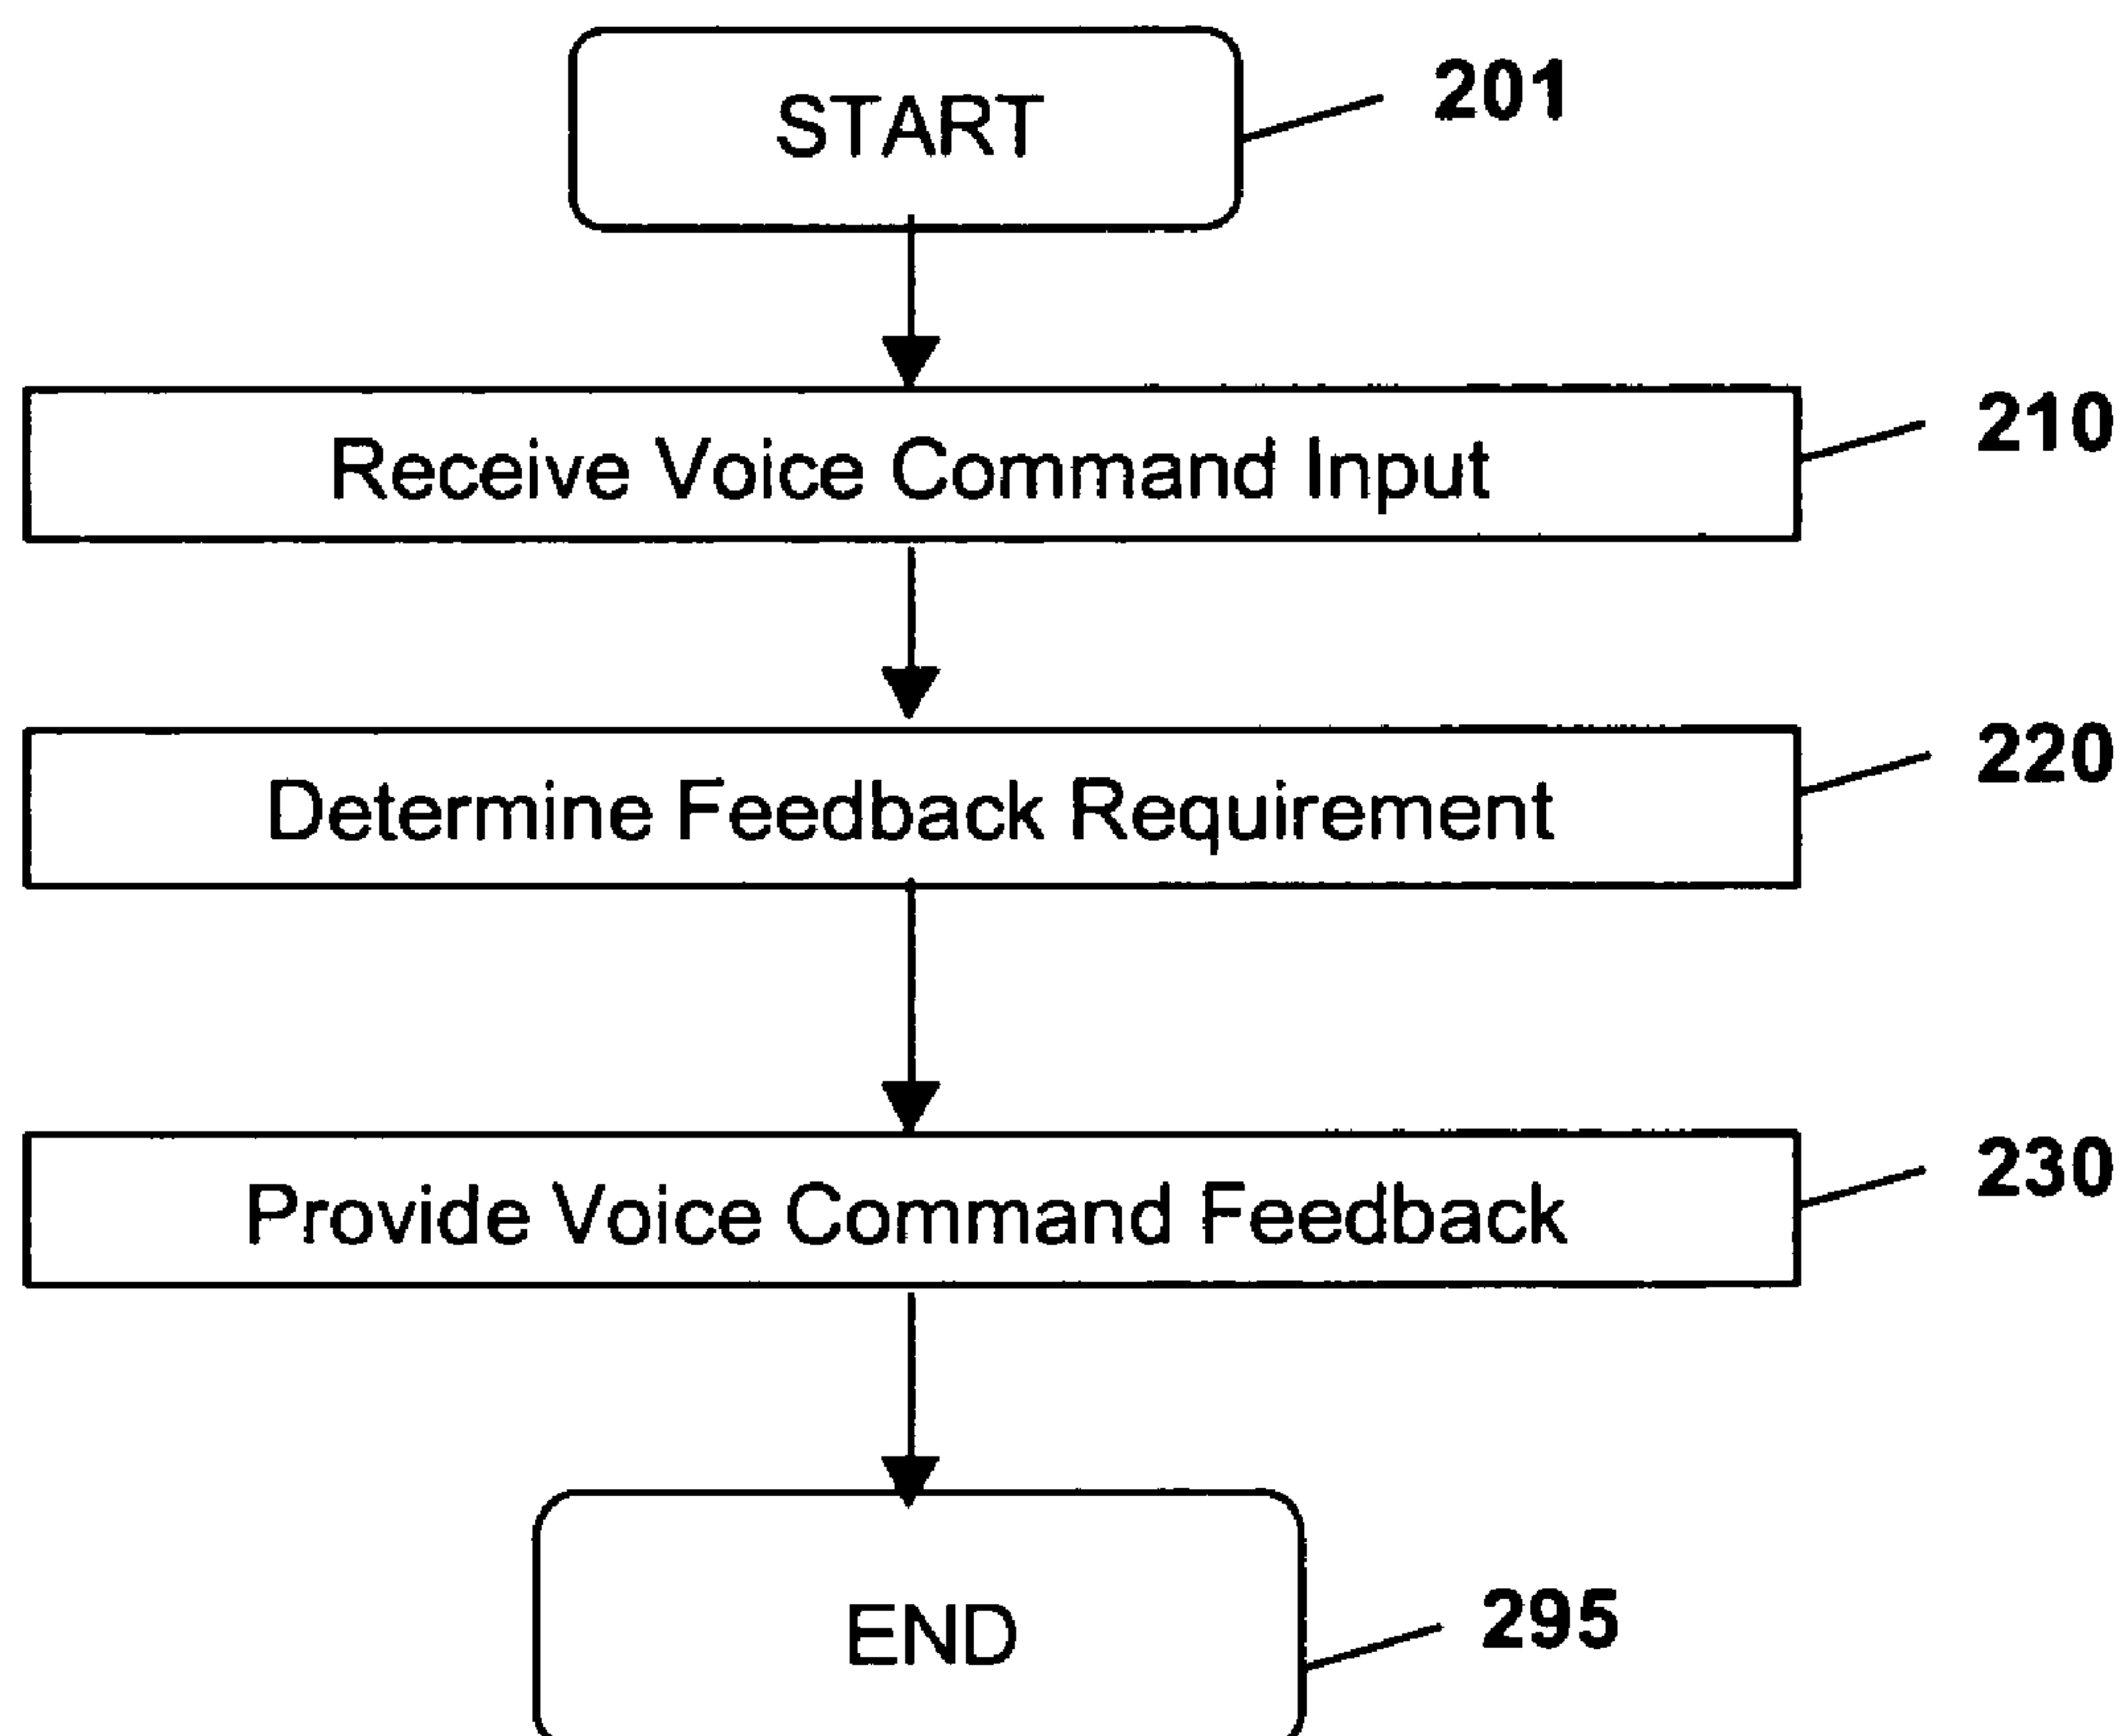 START
201
Receive Voice Command Input
210
Determine Feedback Requirement
220
Provide Voice Command Feedback
230
END
295